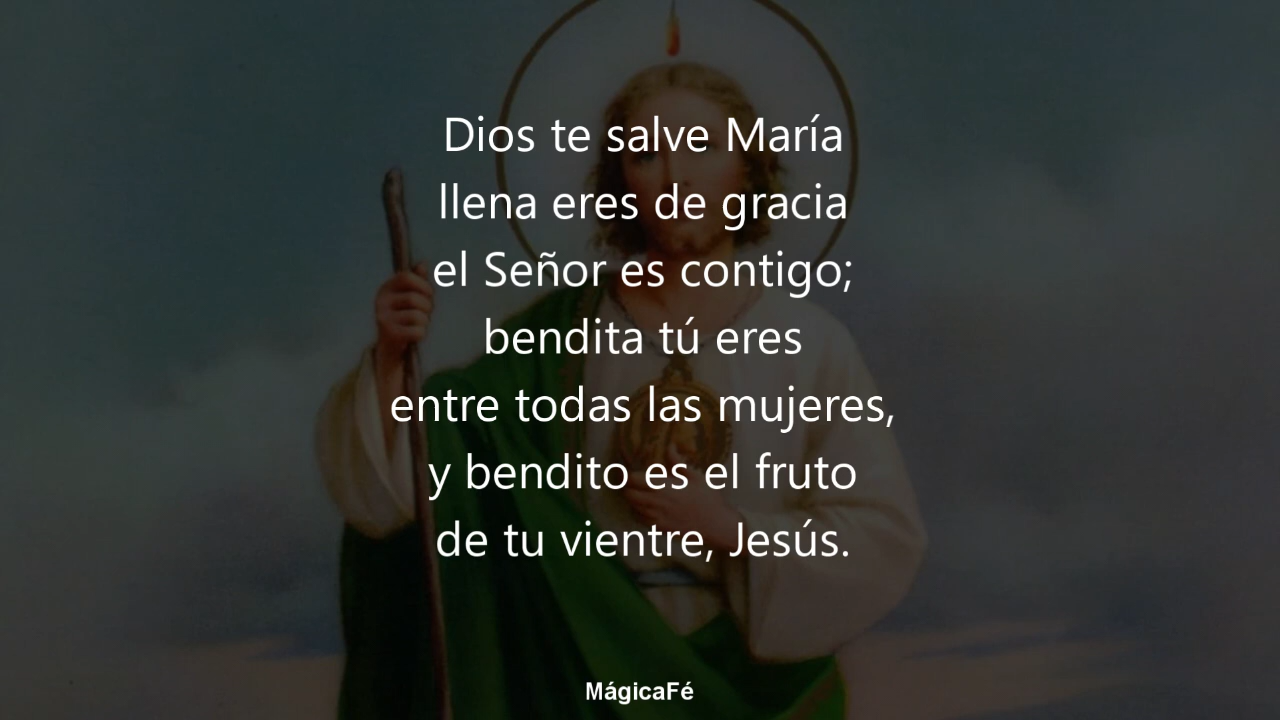 Dios te salve María
llena eres de gracia
el Señor es contigo;
bendita tú eres
entre todas las mujeres,
y bendito es el fruto
de tu vientre, Jesús.
MágicaFé